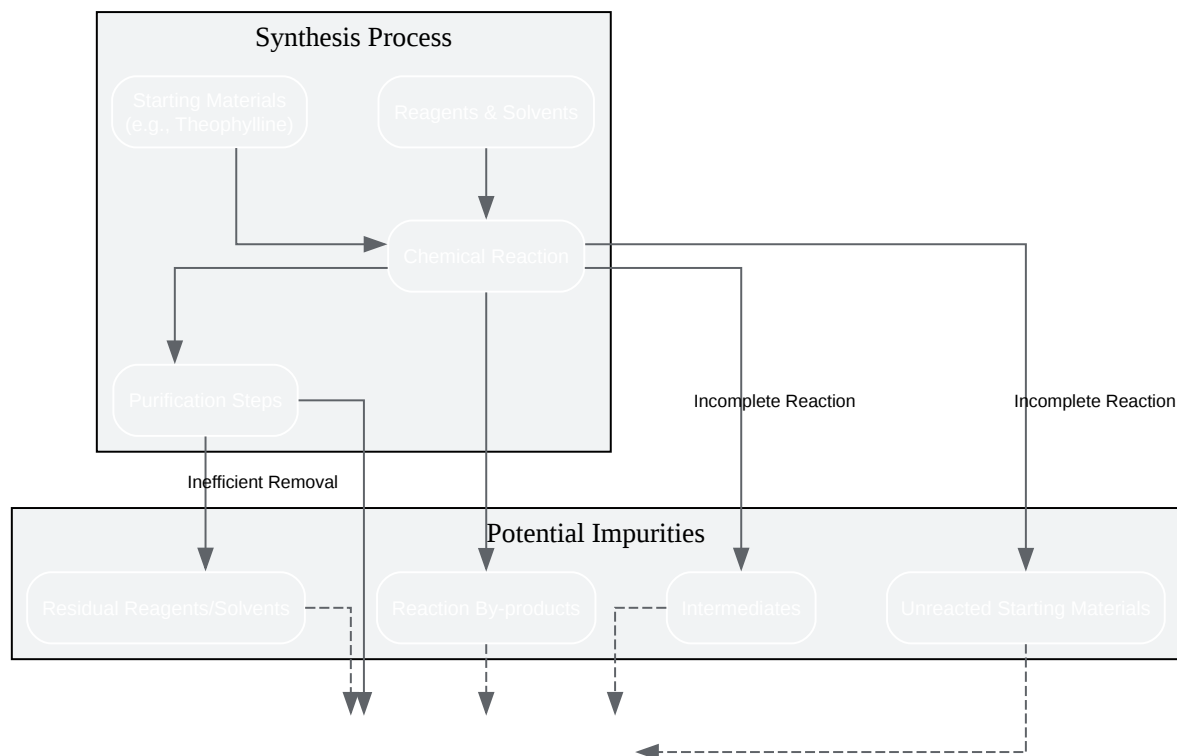 Synthesis Process
Starting Materials
(e.g., Theophylline)
Reagents & Solvents
Chemical Reaction
Purification Steps
Incomplete Reaction
Incomplete Reaction
Inefficient Removal
Potential Impurities
Residual Reagents/Solvents
Reaction By-products
Intermediates
Unreacted Starting Materials